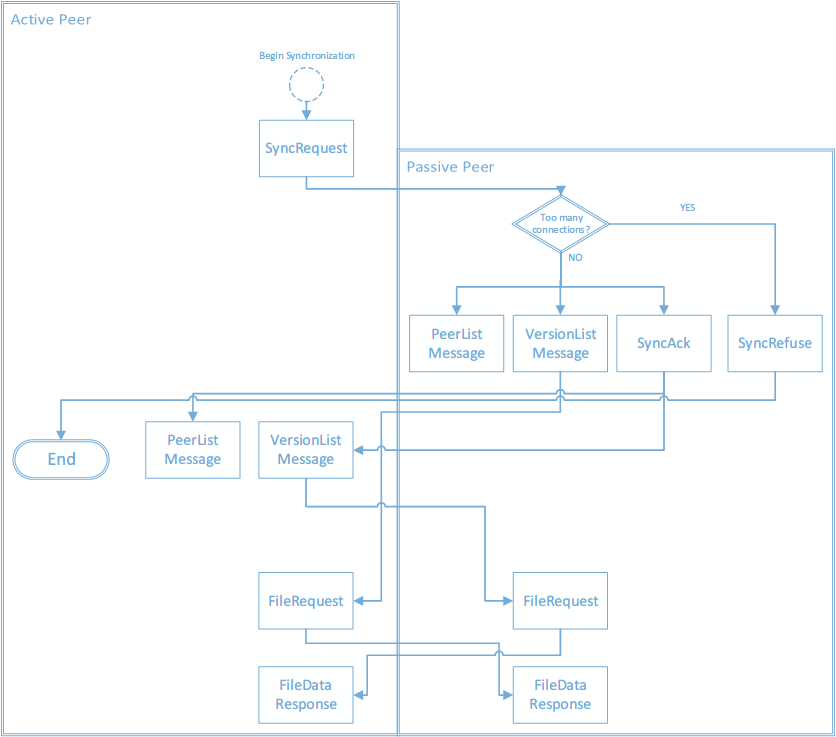 Active Peer
Begin Synchronization
SyncRequest
Passive Peer
Too many
connections?
YES
NO
PeerList
Message
VersionList
Message
SyncAck
SyncRefuse
End
PeerList
Message
VersionList
Message
FileRequest
FileRequest
FileData
Response
FileData
Response